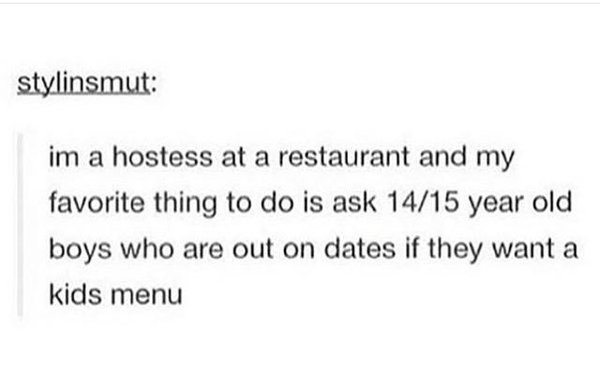 stylinsmut:
im a hostess at a restaurant and my
favorite thing to do is ask 14/15 year old
boys who are out on dates if they want a
kids menu